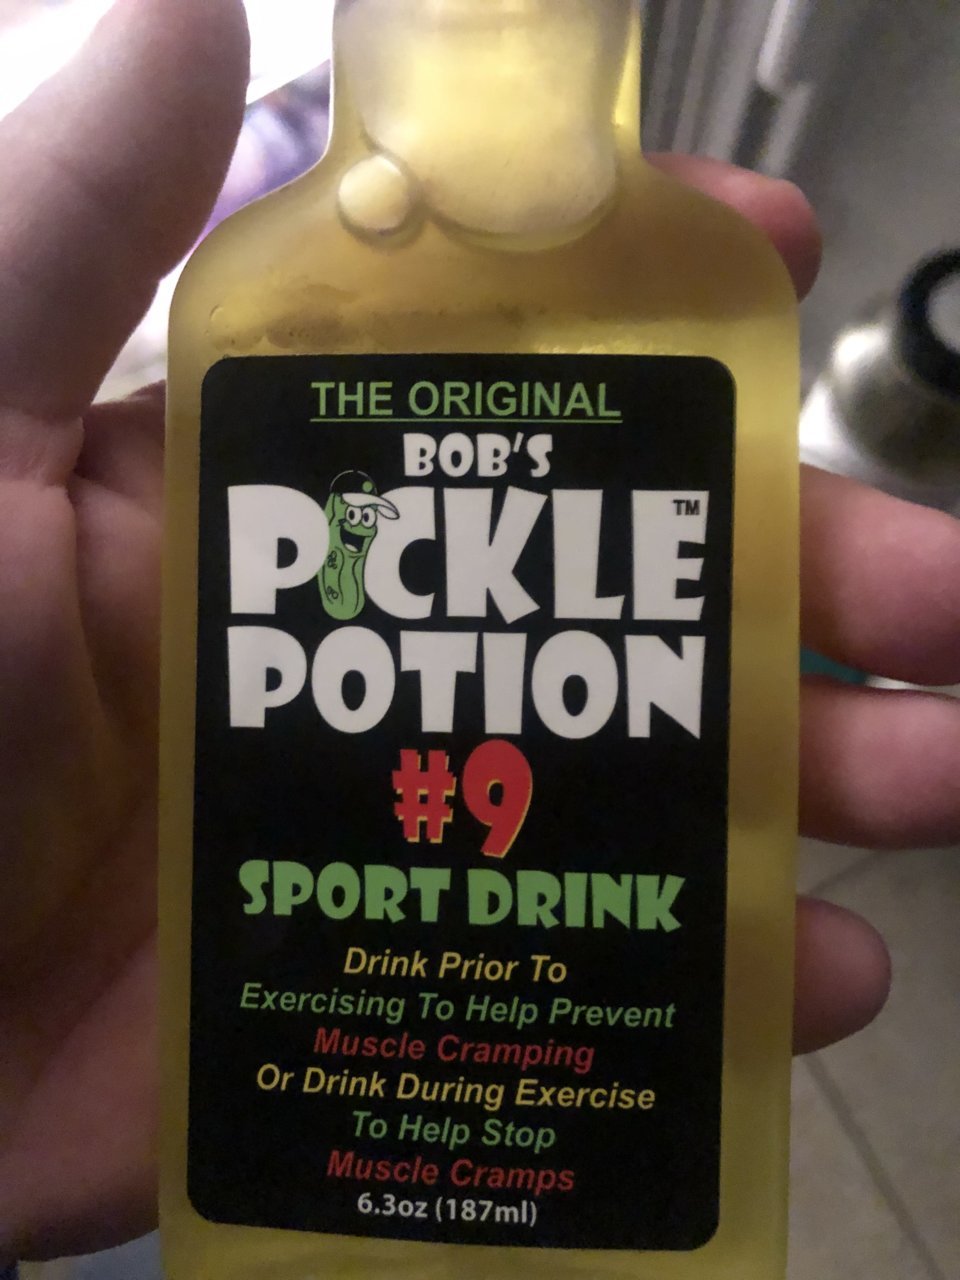 THE ORIGINAL
BOB'S
PICKLE™
POTION
#9
SPORT DRINK
Drink Prior To
Exercising To Help Prevent
Muscle Cramping
Or Drink During Exercise
To Help Stop
Muscle Cramps
6.3oz (187ml)